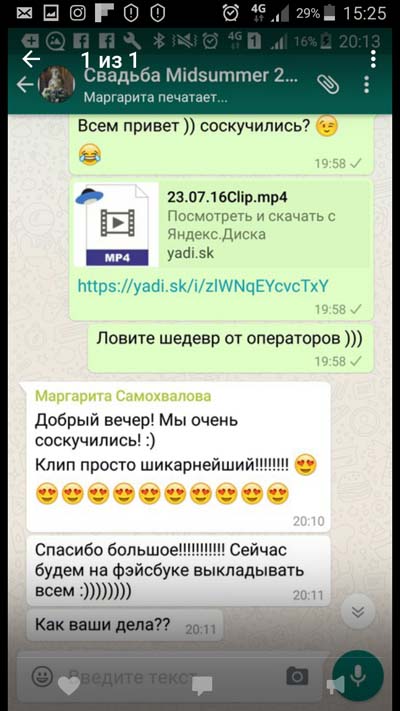 4G 29% 15:25
4G 1 16% 20:13
1 из 1
Свадьба Midsummer 2...
Маргарита печатает...
Всем привет )) соскучились? 😉
😂
19:58
23.07.16Clip.mp4
Посмотреть и скачать с
Яндекс.Диска
yadi.sk
MP4
https://yadi.sk/i/zlWNqEYcvcTxY
19:58
Ловите шедевр от операторов )))
19:58
Маргарита Самохвалова
Добрый вечер! Мы очень
соскучились! :)
Клип просто шикарнейший!!!!!!!! 😍
😍😍😍😍😍😍😍😍😍😍
20:10
Спасибо большое!!!!!!!!!!! Сейчас
будем на фэйсбуке выкладывать
всем :))))))))
20:11
Как ваши дела??
20:11
Введите текст